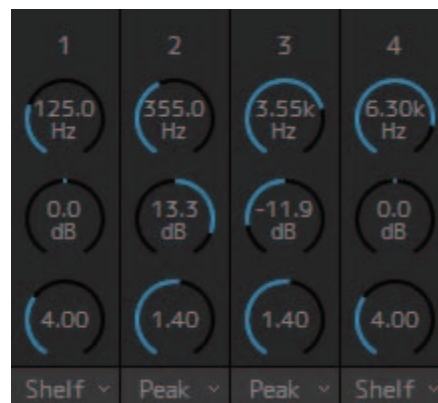 1 2 3 4
125.0 355.0 3.55k 6.30k
Hz Hz Hz Hz
0.0 13.3 -11.9 0.0
dB dB dB dB
4.00 1.40 1.40 4.00
Shelf Peak Peak Shelf